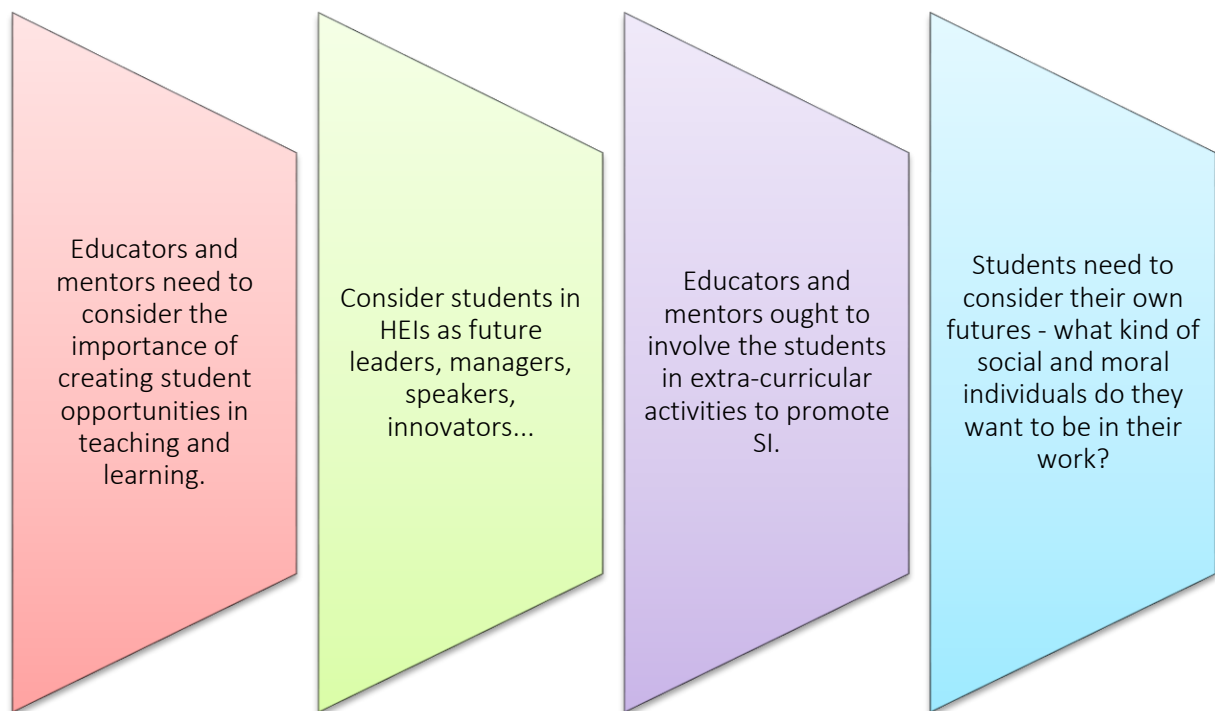 Educators and
mentors need to
consider the
importance of
creating student
opportunities in
teaching and
learning.
Consider students in
HEIs as future
leaders, managers,
speakers,
innovators...
Educators and
mentors ought to
involve the students
in extra-curricular
activities to promote
SI.
Students need to
consider their own
futures - what kind of
social and moral
individuals do they
want to be in their
work?